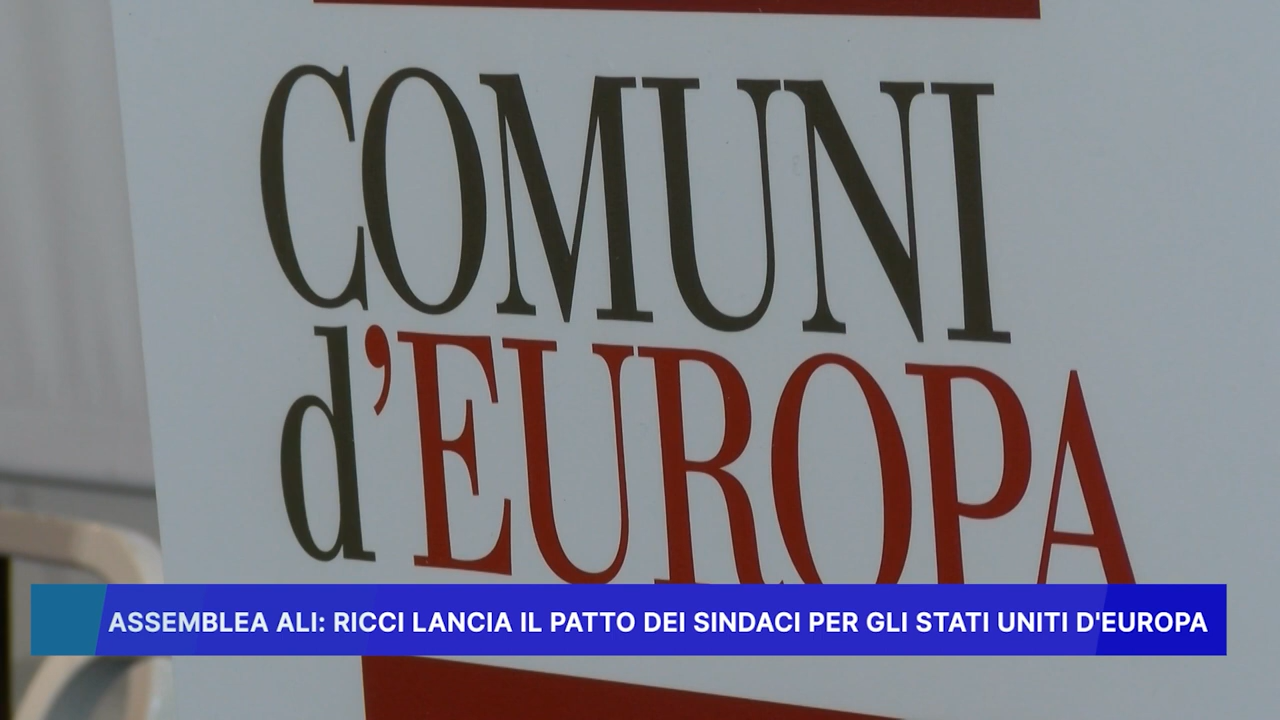 COMUNI
d'EUROPA
ASSEMBLEA ALI: RICCI LANCIA IL PATTO DEI SINDACI PER GLI STATI UNITI D'EUROPA